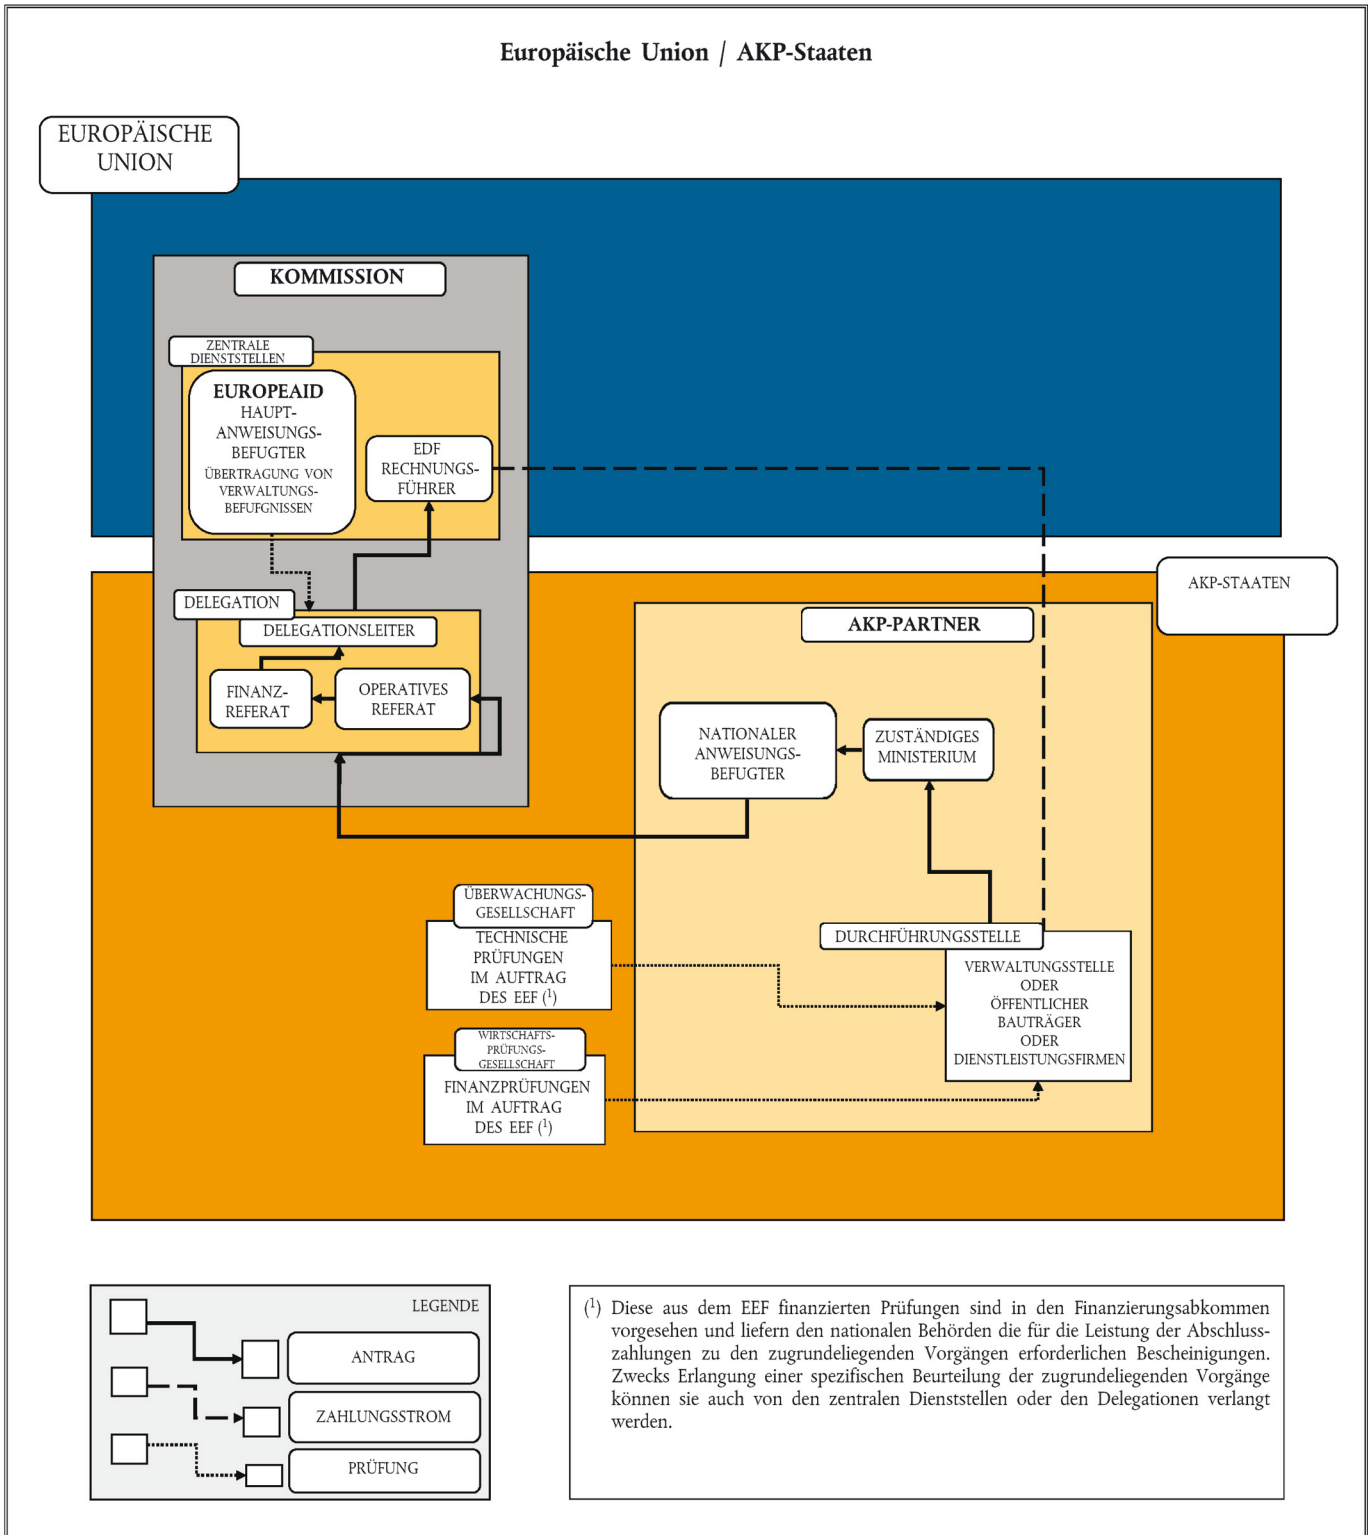 Europäische Union / AKP-Staaten
EUROPÄISCHE
UNION
KOMMISSION
ZENTRALE
DIENSTSTELLEN
EUROPEAID
HAUPT-
ANWEISUNGS-
BEFUGTER
ÜBERTRAGUNG VON
VERWALTUNGS-
BEFUFGNISSEN
EDF
RECHNUNGS-
FÜHRER
AKP-STAATEN
DELEGATION
DELEGATIONSLEITER
FINANZ-
REFERAT
OPERATIVES
REFERAT
AKP-PARTNER
NATIONALER
ANWEISUNGS-
BEFUGTER
ZUSTÄNDIGES
MINISTERIUM
ÜBERWACHUNGS-
GESELLSCHAFT
TECHNISCHE
PRÜFUNGEN
IM AUFTRAG
DES EEF (1)
DURCHFÜHRUNGSSTELLE
VERWALTUNGSSTELLE
ODER
ÖFFENTLICHER
BAUTRÄGER
ODER
DIENSTLEISTUNGSFIRMEN
WIRTSCHAFTS-
PRÜFUNGS-
GESELLSCHAFT
FINANZPRÜFUNGEN
IM AUFTRAG
DES EEF (1)
LEGENDE
ANTRAG
ZAHLUNGSSTROM
PRÜFUNG
(1) Diese aus dem EEF finanzierten Prüfungen sind in den Finanzierungsabkommen
vorgesehen und liefern den nationalen Behörden die für die Leistung der Abschluss-
zahlungen zu den zugrundeliegenden Vorgängen erforderlichen Bescheinigungen.
Zwecks Erlangung einer spezifischen Beurteilung der zugrundeliegenden Vorgänge
können sie auch von den zentralen Dienststellen oder den Delegationen verlangt
werden.